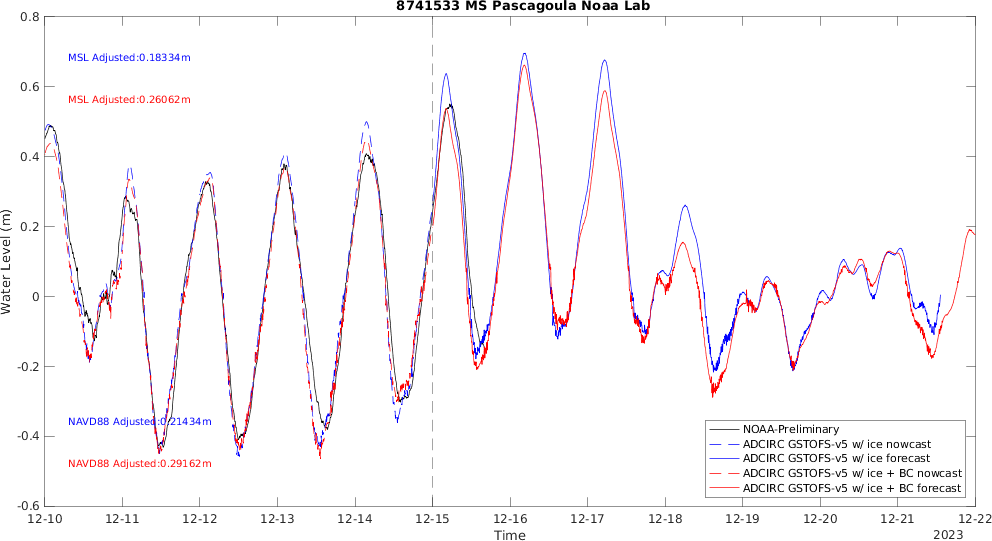 8741533 MS Pascagoula Noaa Lab
0.8
0.6
0.4
0.2
0
-0.2
-0.4
-0.6
Water Level (m)
MSL Adjusted:0.18334m
MSL Adjusted:0.26062m
NAVD88 Adjusted:0.21434m
NAVD88 Adjusted:0.29162m
NOAA-Preliminary
ADCIRC GSTOFS-v5 w/ ice nowcast
ADCIRC GSTOFS-v5 w/ ice forecast
ADCIRC GSTOFS-v5 w/ ice + BC nowcast
ADCIRC GSTOFS-v5 w/ ice + BC forecast
12-10 12-11 12-12 12-13 12-14 12-15 12-16 12-17 12-18 12-19 12-20 12-21 12-22
Time
2023